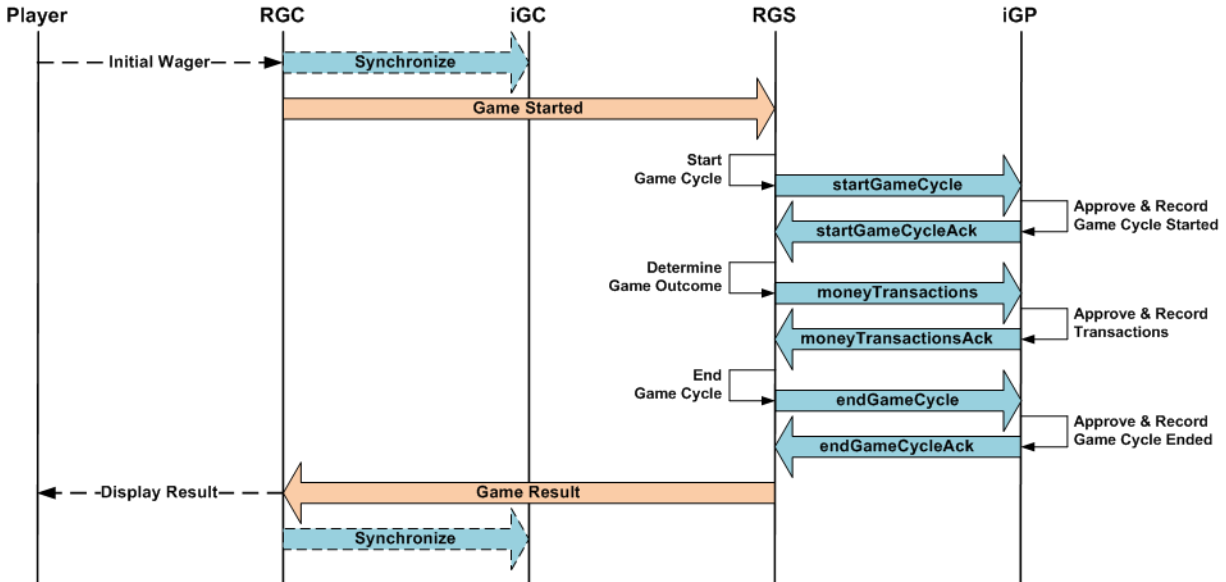 Player RGC iGC RGS iGP
Initial Wager
Synchronize
Game Started
Start
Game Cycle
startGameCycle
Approve & Record
Game Cycle Started
startGameCycleAck
Determine
Game Outcome
moneyTransactions
Approve & Record
Transactions
moneyTransactionsAck
End
Game Cycle
endGameCycle
Approve & Record
Game Cycle Ended
endGameCycleAck
Display Result
Game Result
Synchronize